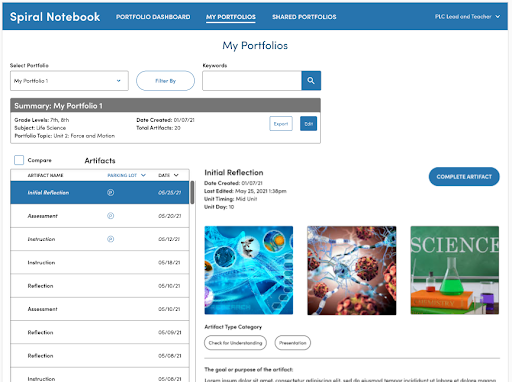 Spiral Notebook
PORTFOLIO DASHBOARD
MY PORTFOLIOS
SHARED PORTFOLIOS
PLC Lead and Teacher
My Portfolios
Select Portfolio
Keywords
My Portfolio 1
Filter By
Summary: My Portfolio 1
Grade Levels: 7th, 8th
Date Created: 01/07/21
Subject: Life Science
Total Artifacts: 20
Portfolio Topic: Unit 2: Force and Motion
Export
Edit
Compare
Artifacts
ARTIFACT NAME PARKING LOT DATE
Initial Reflection P 05/25/21
Assessment P 05/20/21
Instruction P 05/12/21
Instruction 05/18/21
Reflection 05/10/21
Assessment 05/10/21
Reflection 05/09/21
Reflection 05/08/21
Instruction 05/08/21
Initial Reflection
Date Created: 01/07/21
Last Edited: May 25, 2021 1:38pm
Unit Timing: Mid Unit
Unit Day: 10
COMPLETE ARTIFACT
SCIENCE
CHEMISTRY
Artifact Type Category
Check for Understanding
Presentation
The goal or purpose of the artifact:
Lorem ipsum dolor sit amet, consectetur adipiscing elit, sed do eiusmod tempor incididunt ut labore et dolore magna